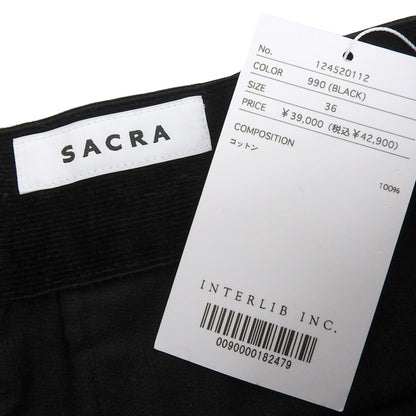 SACRA
No. 124520112
COLOR 990 (BLACK)
SIZE 36
PRICE ¥39,000 (税込 ¥42,900)
COMPOSITION
コットン 100%
INTERLIB INC.
0090000182479